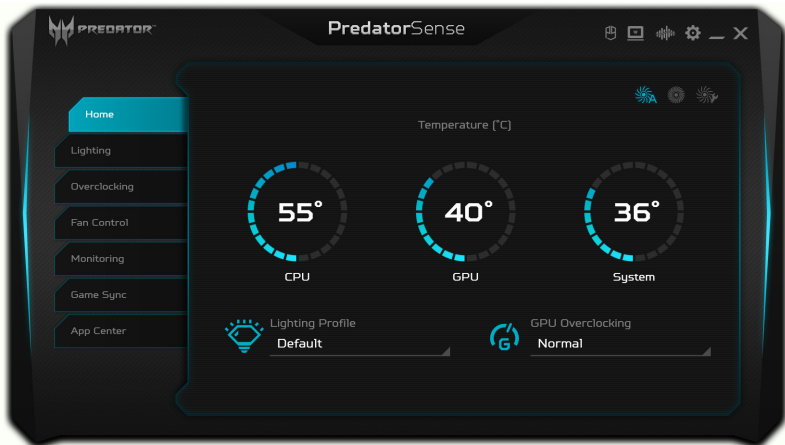 PREDATOR
PredatorSense
Home
Lighting
Overclocking
Fan Control
Monitoring
Game Sync
App Center
Temperature (°C)
55° 40° 36°
CPU GPU System
Lighting Profile
Default
GPU Overclocking
Normal
A
G